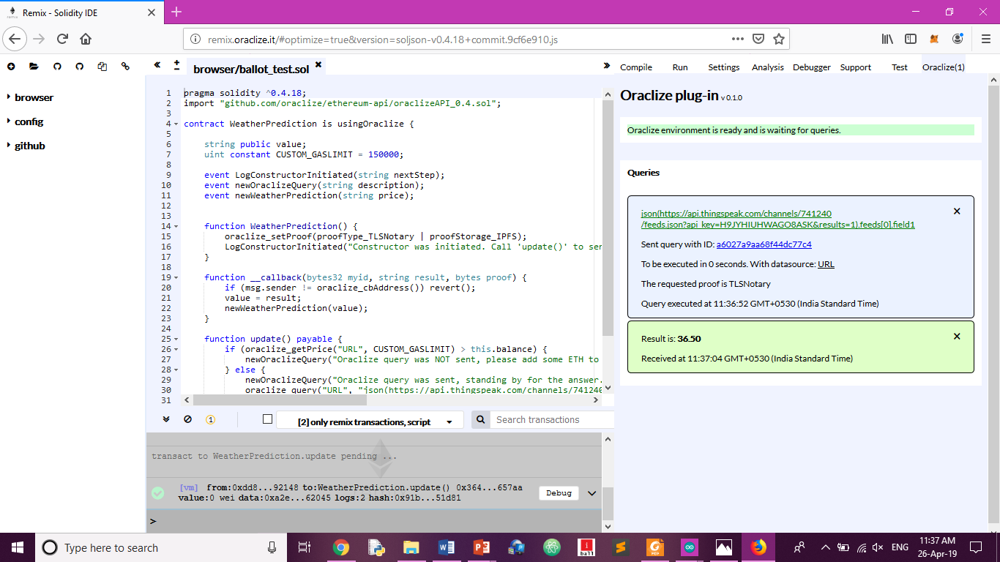 Remix - Solidity IDE
remix.oraclize.it/#optimize=true&version=soljson-v0.4.18+commit.9cf6e910.js
browser
config
github
browser/ballot_test.sol
1 pragma solidity ^0.4.18;
2 import "github.com/oraclize/ethereum-api/oraclizeAPI_0.4.sol";
3
4 contract WeatherPrediction is usingOraclize {
5
6 string public value;
7 uint constant CUSTOM_GASLIMIT = 150000;
8
9 event LogConstructorInitiated(string nextStep);
10 event newOraclizeQuery(string description);
11 event newWeatherPrediction(string price);
12
13
14 function WeatherPrediction() {
15 oraclize_setProof(proofType_TLSNotary | proofStorage_IPFS);
16 LogConstructorInitiated("Constructor was initiated. Call 'update()' to ser
17 }
18
19 function __callback(bytes32 myid, string result, bytes proof) {
20 if (msg.sender != oraclize_cbAddress()) revert();
21 value = result;
22 newWeatherPrediction(value);
23 }
24
25 function update() payable {
26 if (oraclize_getPrice("URL", CUSTOM_GASLIMIT) > this.balance) {
27 newOraclizeQuery("Oraclize query was NOT sent, please add some ETH to
28 } else {
29 newOraclizeQuery("Oraclize query was sent, standing by for the answer.
30 oraclize_query("URL", "json(https://api.thingspeak.com/channels/741240
31
1
[2] only remix transactions, script
Search transactions
transact to WeatherPrediction.update pending ...
[vm] from:0xdd8...92148 to:WeatherPrediction.update() 0x364...657aa
value:0 wei data:0xa2e...62045 logs:2 hash:0x91b...51d81
Debug
>
Compile Run Settings Analysis Debugger Support Test Oraclize(1)
Oraclize plug-in v 0.1.0
Oraclize environment is ready and is waiting for queries.
Queries
json(https://api.thingspeak.com/channels/741240
/feeds.json?api_key=H9JYHIUHWAGO8ASK&results=1).feeds[0].field1
Sent query with ID: a6027a9aa68f44dc77c4
To be executed in 0 seconds. With datasource: URL
The requested proof is TLSNotary
Query executed at 11:36:52 GMT+0530 (India Standard Time)
Result is: 36.50
Received at 11:37:04 GMT+0530 (India Standard Time)
Type here to search
iball
PDF
ENG
11:37 AM
26-Apr-19